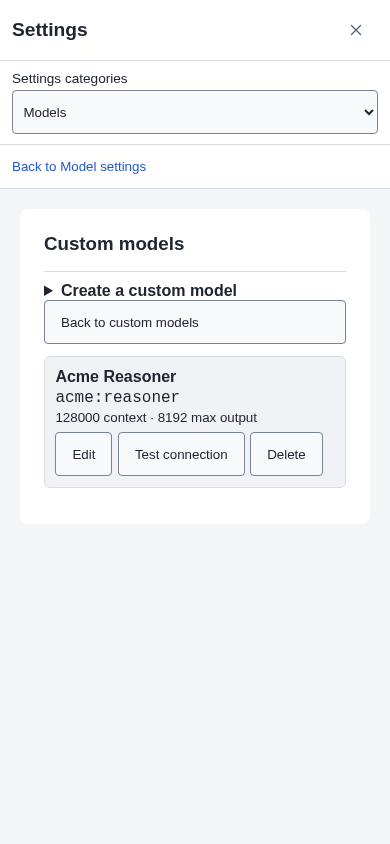 Settings
Settings categories
Models
Back to Model settings
Custom models
Create a custom model
Back to custom models
Acme Reasoner
acme:reasoner
128000 context · 8192 max output
Edit
Test connection
Delete